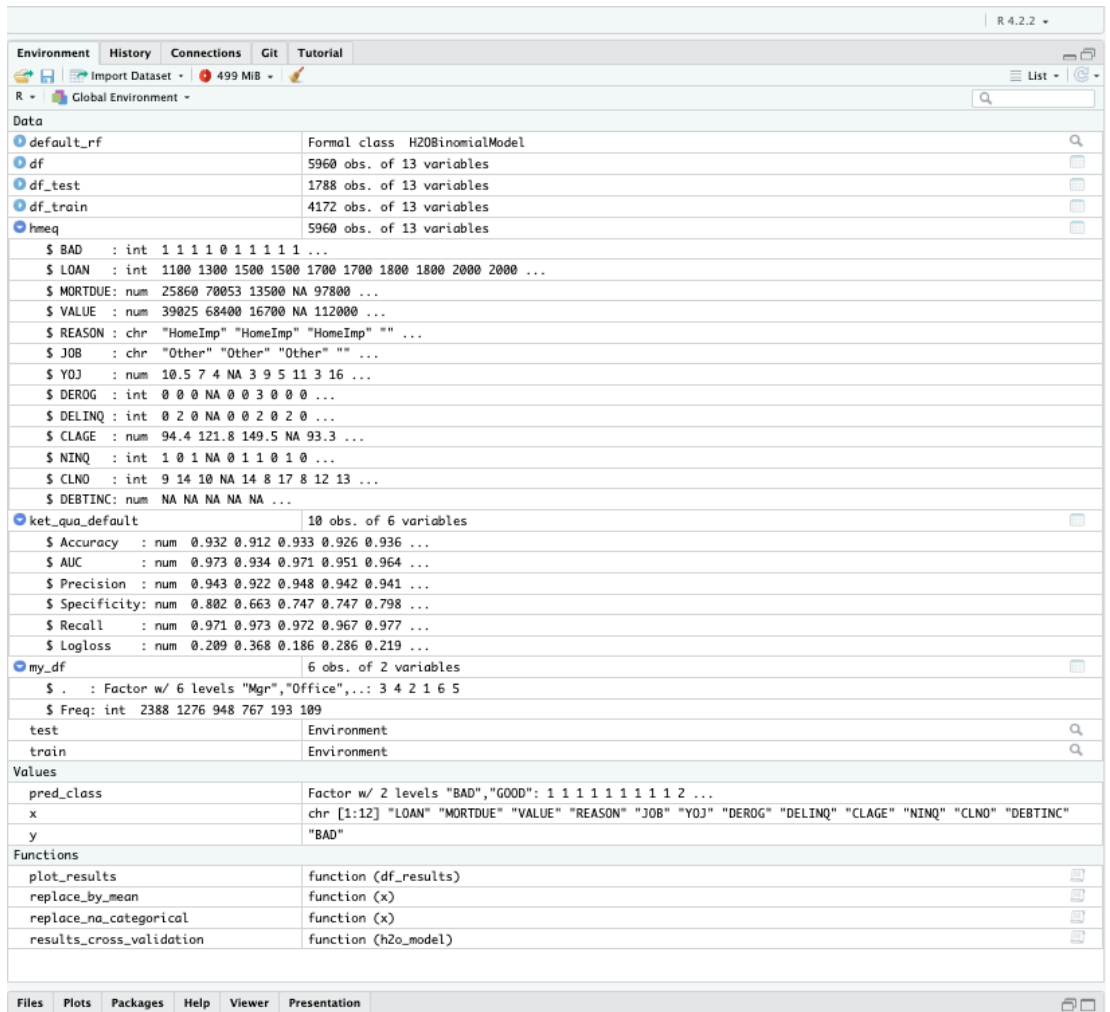 R 4.2.2
Environment History Connections Git Tutorial
Import Dataset 499 MiB List
R Global Environment
Data
default_rf Formal class H2OBinomialModel
df 5960 obs. of 13 variables
df_test 1788 obs. of 13 variables
df_train 4172 obs. of 13 variables
hmeq 5960 obs. of 13 variables
$ BAD : int 1 1 1 1 0 1 1 1 1 1 ...
$ LOAN : int 1100 1300 1500 1500 1700 1700 1800 1800 2000 2000 ...
$ MORTDUE: num 25860 70053 13500 NA 97800 ...
$ VALUE : num 39025 68400 16700 NA 112000 ...
$ REASON : chr "HomeImp" "HomeImp" "HomeImp" "" ...
$ JOB : chr "Other" "Other" "Other" "" ...
$ YOJ : num 10.5 7 4 NA 3 9 5 11 3 16 ...
$ DEROG : int 0 0 0 NA 0 0 3 0 0 0 ...
$ DELINQ : int 0 2 0 NA 0 0 2 0 2 0 ...
$ CLAGE : num 94.4 121.8 149.5 NA 93.3 ...
$ NINQ : int 1 0 1 NA 0 1 1 0 1 0 ...
$ CLNO : int 9 14 10 NA 14 8 17 8 12 13 ...
$ DEBTINC: num NA NA NA NA NA ...
ket_qua_default 10 obs. of 6 variables
$ Accuracy : num 0.932 0.912 0.933 0.926 0.936 ...
$ AUC : num 0.973 0.934 0.971 0.951 0.964 ...
$ Precision : num 0.943 0.922 0.948 0.942 0.941 ...
$ Specificity: num 0.802 0.663 0.747 0.747 0.798 ...
$ Recall : num 0.971 0.973 0.972 0.967 0.977 ...
$ Logloss : num 0.209 0.368 0.186 0.286 0.219 ...
my_df 6 obs. of 2 variables
$ . : Factor w/ 6 levels "Mgr","Office",..: 3 4 2 1 6 5
$ Freq: int 2388 1276 948 767 193 109
test Environment
train Environment
Values
pred_class Factor w/ 2 levels "BAD","GOOD": 1 1 1 1 1 1 1 1 1 2 ...
x chr [1:12] "LOAN" "MORTDUE" "VALUE" "REASON" "JOB" "YOJ" "DEROG" "DELINQ" "CLAGE" "NINQ" "CLNO" "DEBTINC"
y "BAD"
Functions
plot_results function (df_results)
replace_by_mean function (x)
replace_na_categorical function (x)
results_cross_validation function (h2o_model)
Files Plots Packages Help Viewer Presentation